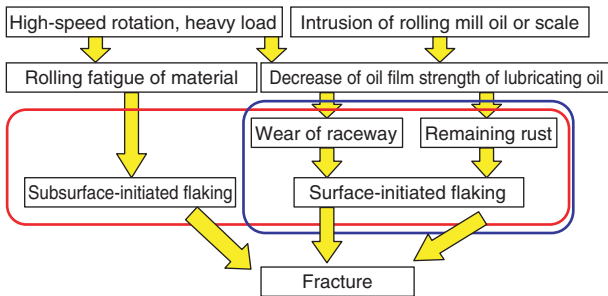 High-speed rotation, heavy load
Intrusion of rolling mill oil or scale
Rolling fatigue of material
Decrease of oil film strength of lubricating oil
Wear of raceway
Remaining rust
Subsurface-initiated flaking
Surface-initiated flaking
Fracture